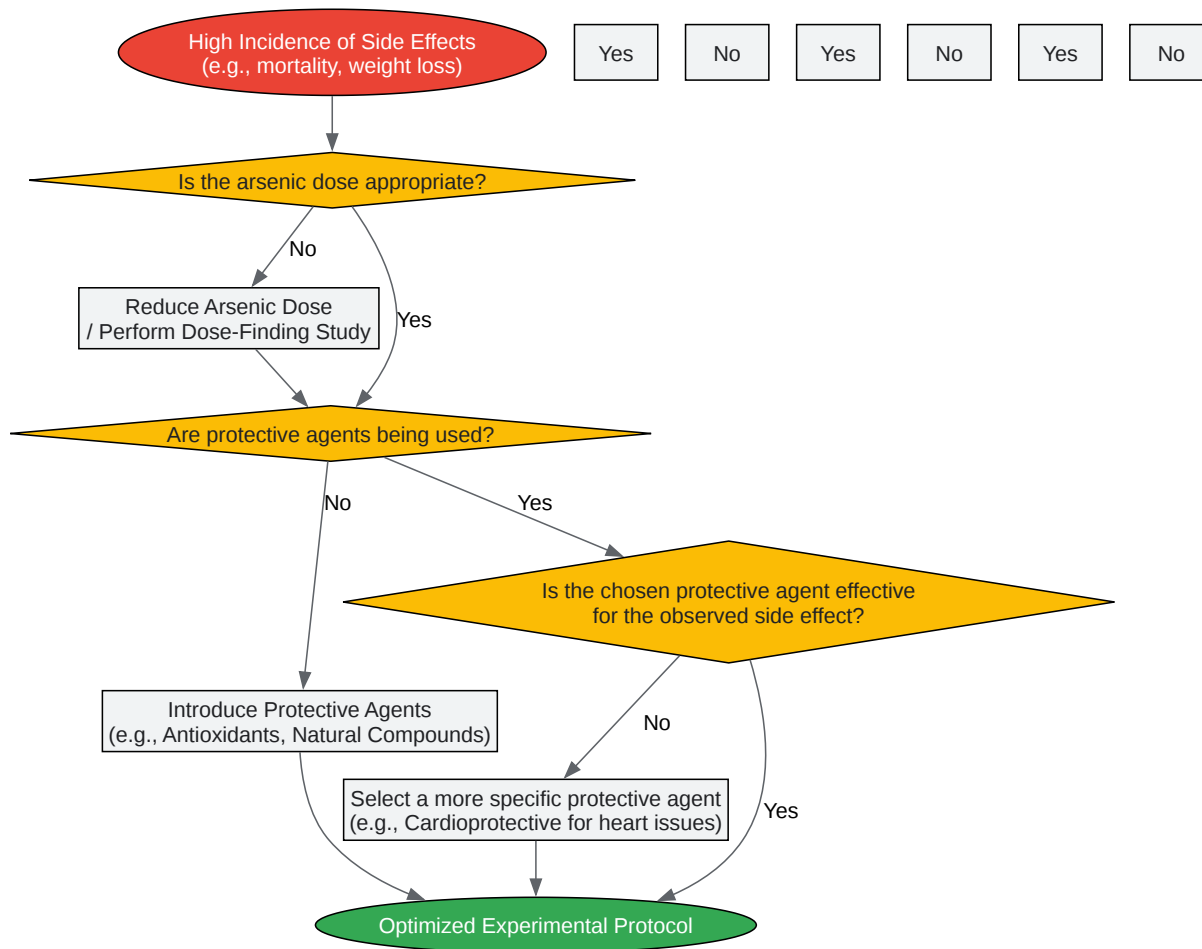 High Incidence of Side Effects
(e.g., mortality, weight loss)
Yes
No
Yes
No
Yes
No
Is the arsenic dose appropriate?
No
Reduce Arsenic Dose
/ Perform Dose-Finding Study
Yes
Are protective agents being used?
No
Yes
Is the chosen protective agent effective
for the observed side effect?
Introduce Protective Agents
(e.g., Antioxidants, Natural Compounds)
No
Select a more specific protective agent
(e.g., Cardioprotective for heart issues)
Yes
Optimized Experimental Protocol